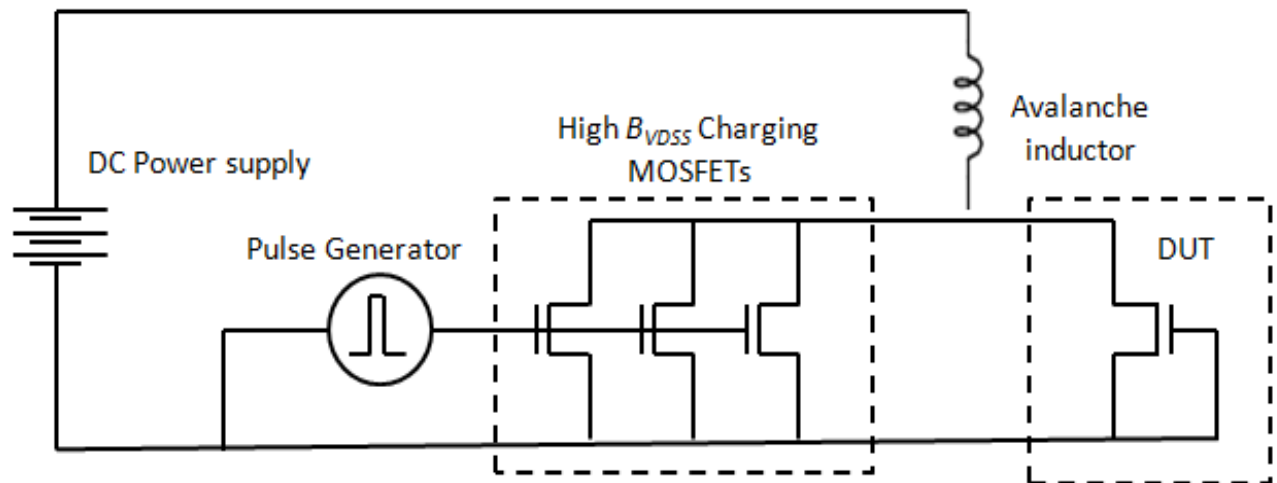 DC Power supply
Pulse Generator
High BVDSS Charging
MOSFETs
Avalanche
inductor
DUT